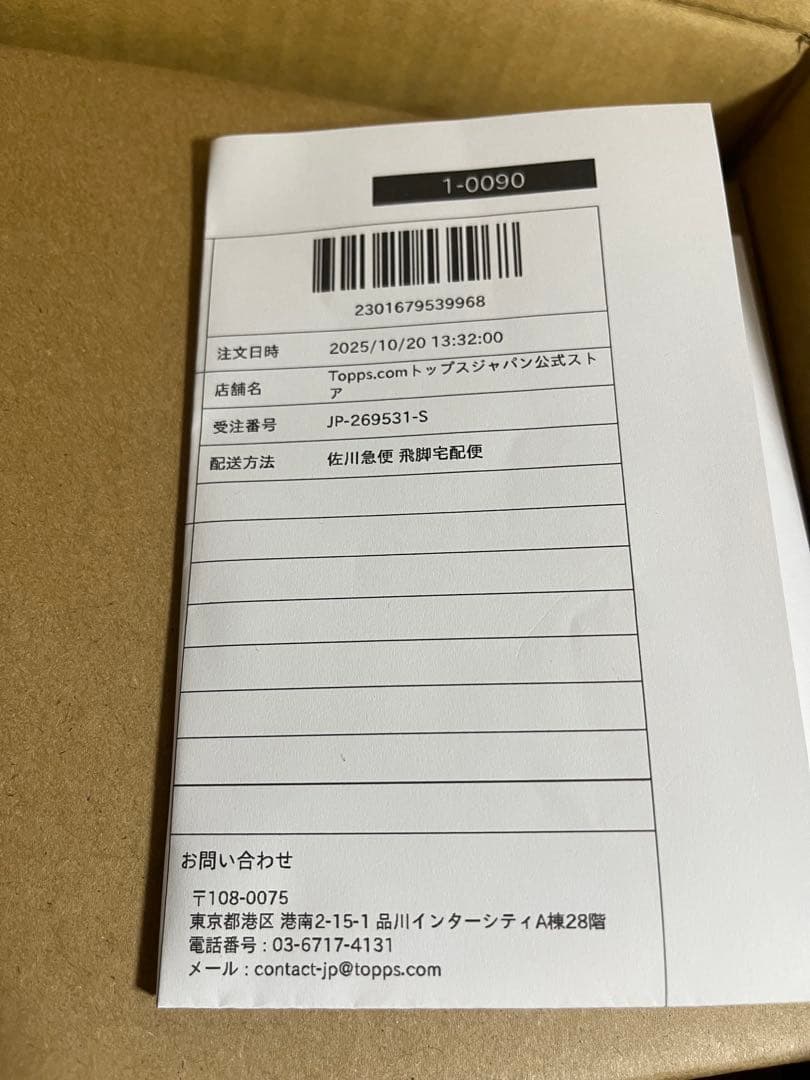 1-0090
2301679539968
注文日時 2025/10/20 13:32:00
店舗名 Topps.comトップスジャパン公式スト
ア
受注番号 JP-269531-S
配送方法 佐川急便 飛脚宅配便
お問い合わせ
〒108-0075
東京都港区 港南2-15-1 品川インターシティA棟28階
電話番号 : 03-6717-4131
メール : contact-jp@topps.com